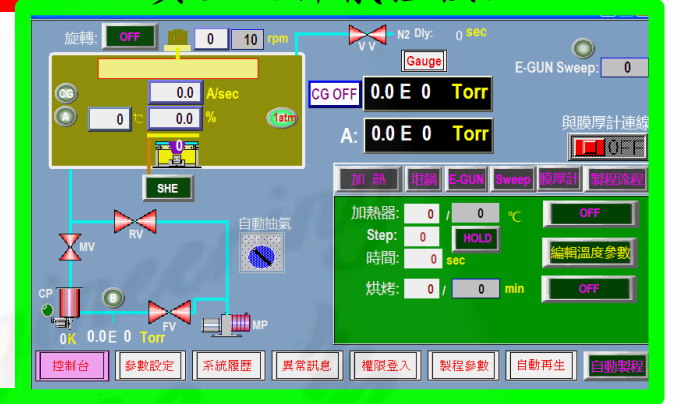 旋轉: OFF 0 10 rpm
VV
N2 Dly: 0 sec
Gauge
E-GUN Sweep: 0
CG
0.0 A/sec
CG OFF 0.0 E 0 Torr
A 0 ℃ 0.0 %
1atm
A: 0.0 E 0 Torr
與膜厚計連線
OFF
0
SHE
加 熱 坩鍋 E-GUN Sweep 膜厚計 製程流程
加熱器: 0 / 0 ℃ OFF
Step: 0 HOLD
編輯溫度參數
時間: 0 sec
烘烤: 0 / 0 min OFF
RV
自動抽氣
MV
CP
B
FV
MP
0K 0.0 E 0 Torr
控制台 參數設定 系統履歷 異常訊息 權限登入 製程參數 自動再生 自動製程